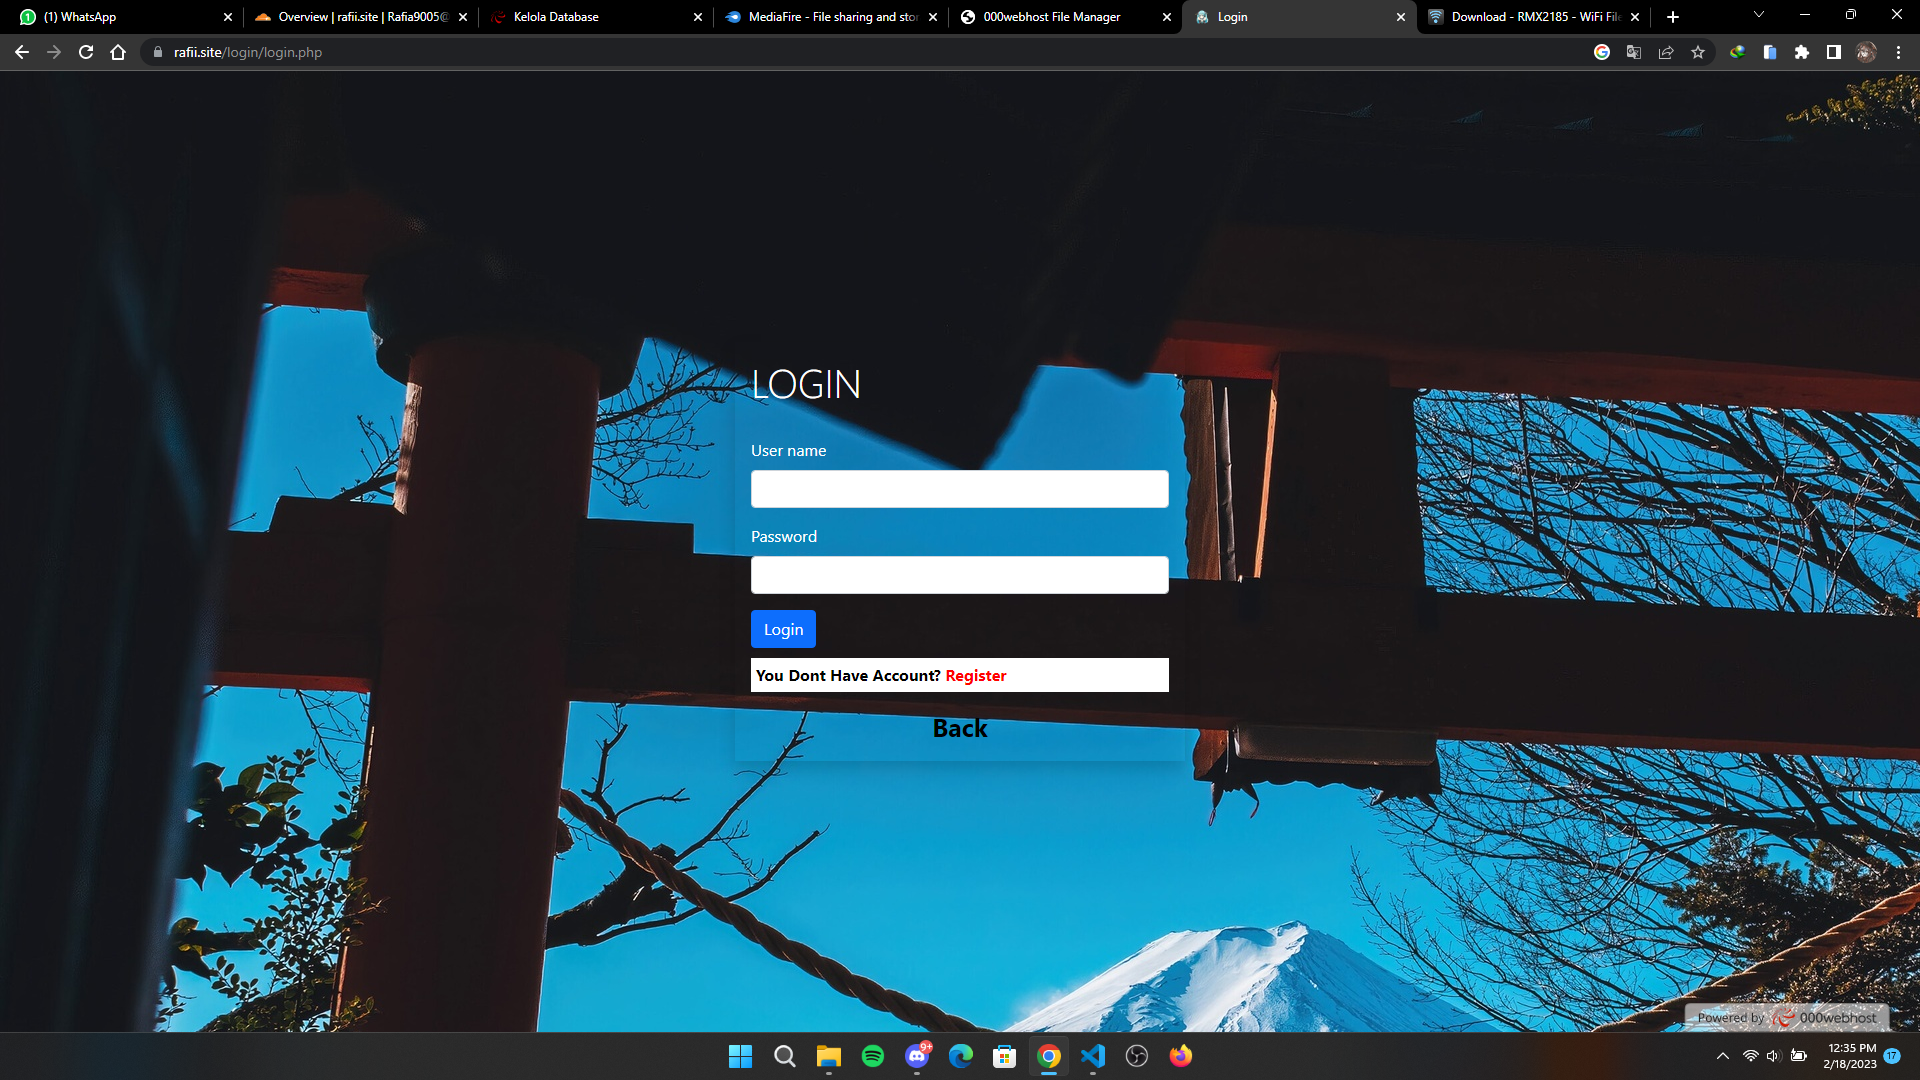 (1) WhatsApp
Overview | rafii.site | Rafia9005@
Kelola Database
MediaFire - File sharing and stor
000webhost File Manager
Login
Download - RMX2185 - WiFi File
rafii.site/login/login.php
LOGIN
User name
Password
Login
You Dont Have Account? Register
Back
Powered by 000webhost
9+
12:35 PM
2/18/2023
17